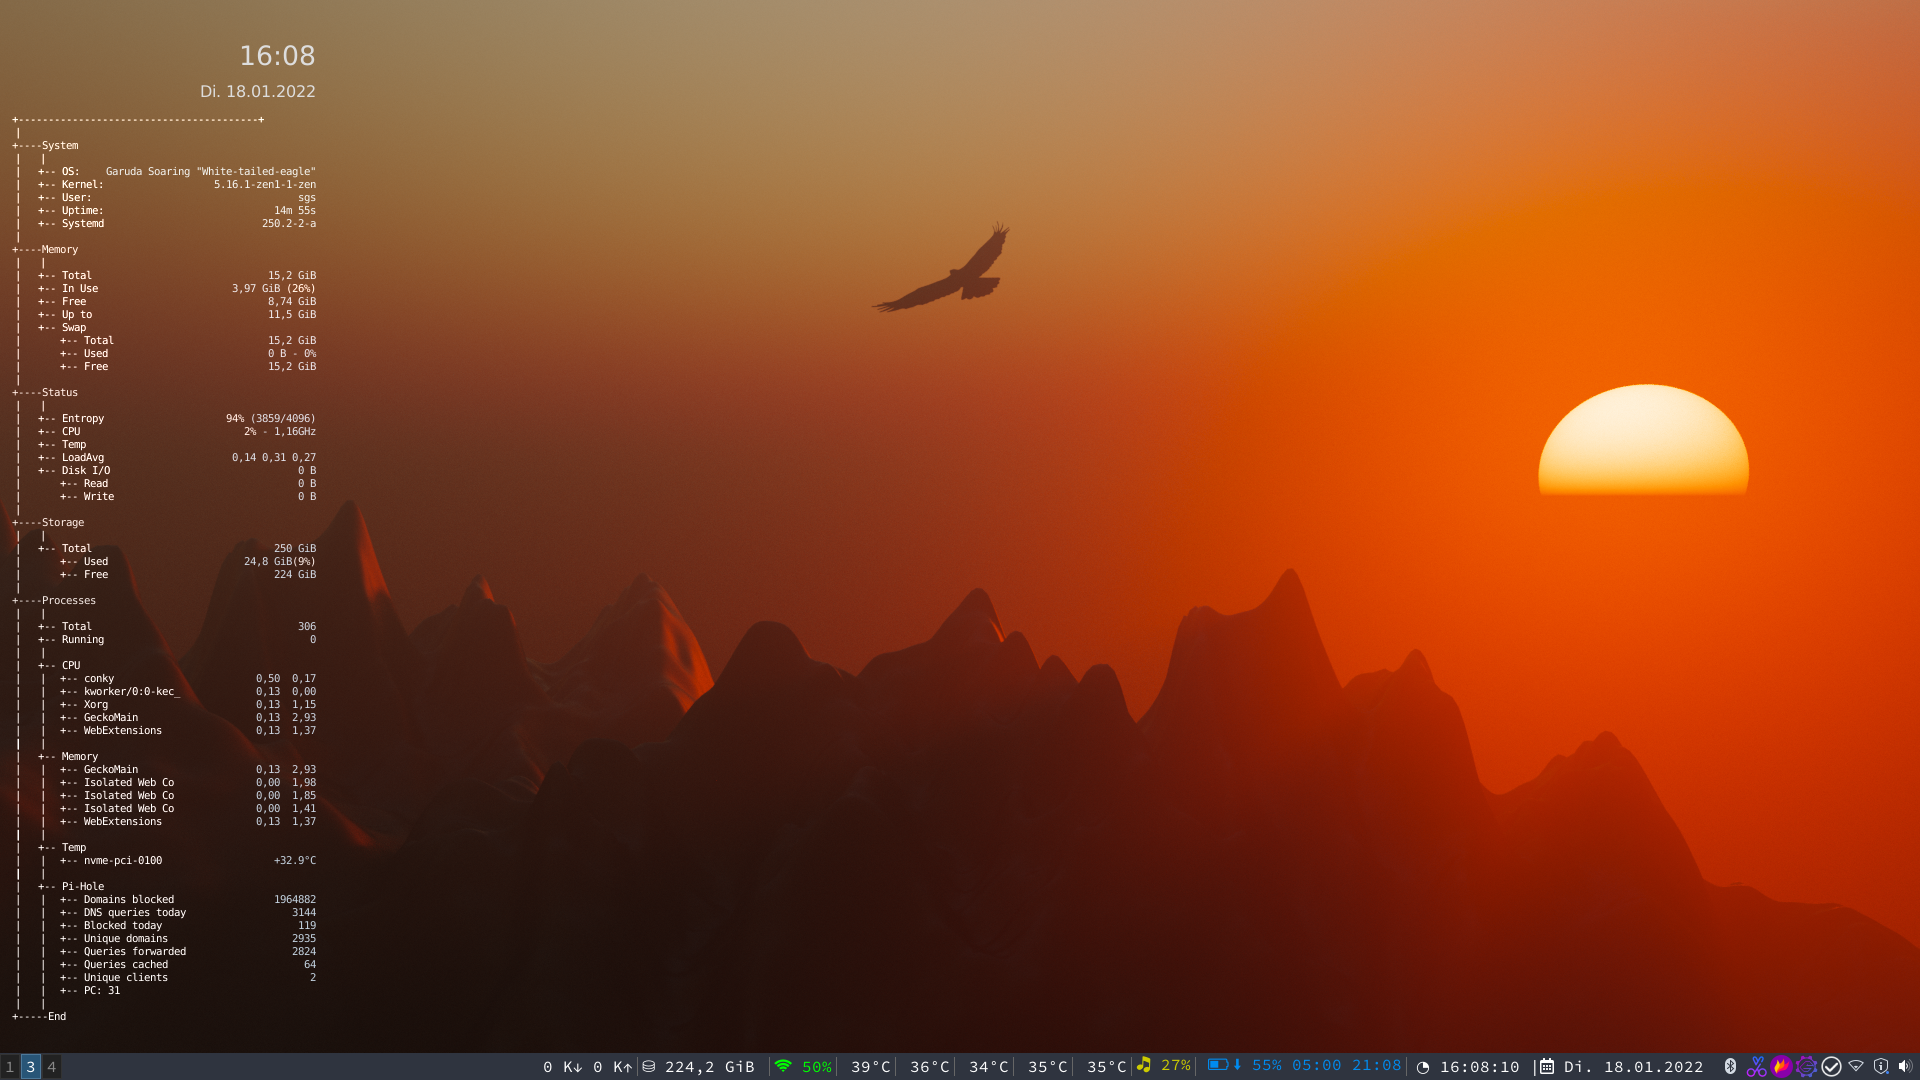 16:08
Di. 18.01.2022
+----------------------------------------+
|
+----System
| |
| +-- OS: Garuda Soaring "White-tailed-eagle"
| +-- Kernel: 5.16.1-zen1-1-zen
| +-- User: sgs
| +-- Uptime: 14m 55s
| +-- Systemd 250.2-2-a
|
+----Memory
| |
| +-- Total 15,2 GiB
| +-- In Use 3,97 GiB (26%)
| +-- Free 8,74 GiB
| +-- Up to 11,5 GiB
| +-- Swap
| +-- Total 15,2 GiB
| +-- Used 0 B - 0%
| +-- Free 15,2 GiB
|
+----Status
| |
| +-- Entropy 94% (3859/4096)
| +-- CPU 2% - 1,16GHz
| +-- Temp
| +-- LoadAvg 0,14 0,31 0,27
| +-- Disk I/O 0 B
| +-- Read 0 B
| +-- Write 0 B
|
+----Storage
| |
| +-- Total 250 GiB
| +-- Used 24,8 GiB(9%)
| +-- Free 224 GiB
|
+----Processes
| |
| +-- Total 306
| +-- Running 0
| |
| +-- CPU
| | +-- conky 0,50 0,17
| | +-- kworker/0:0-kec_ 0,13 0,00
| | +-- Xorg 0,13 1,15
| | +-- GeckoMain 0,13 2,93
| | +-- WebExtensions 0,13 1,37
| |
| +-- Memory
| | +-- GeckoMain 0,13 2,93
| | +-- Isolated Web Co 0,00 1,98
| | +-- Isolated Web Co 0,00 1,85
| | +-- Isolated Web Co 0,00 1,41
| | +-- WebExtensions 0,13 1,37
| |
| +-- Temp
| | +-- nvme-pci-0100 +32.9°C
| |
| +-- Pi-Hole
| | +-- Domains blocked 1964882
| | +-- DNS queries today 3144
| | +-- Blocked today 119
| | +-- Unique domains 2935
| | +-- Queries forwarded 2824
| | +-- Queries cached 64
| | +-- Unique clients 2
| | +-- PC: 31
| |
+-----End
1 3 4 0 K↓ 0 K↑ 224,2 GiB 50% 39°C 36°C 34°C 35°C 35°C 27% 55% 05:00 21:08 16:08:10 Di. 18.01.2022